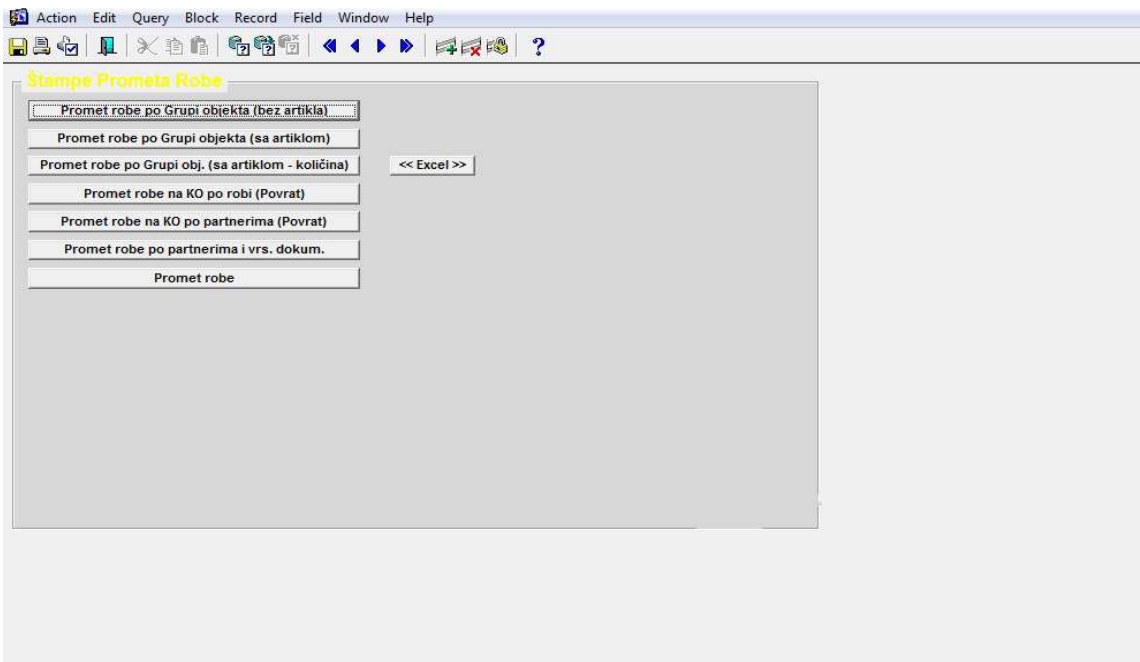 Action Edit Query Block Record Field Window Help
?
Štampe Prometa Robe
Promet robe po Grupi objekta (bez artikla)
Promet robe po Grupi objekta (sa artiklom)
Promet robe po Grupi obj. (sa artiklom - količina) << Excel >>
Promet robe na KO po robi (Povrat)
Promet robe na KO po partnerima (Povrat)
Promet robe po partnerima i vrs. dokum.
Promet robe